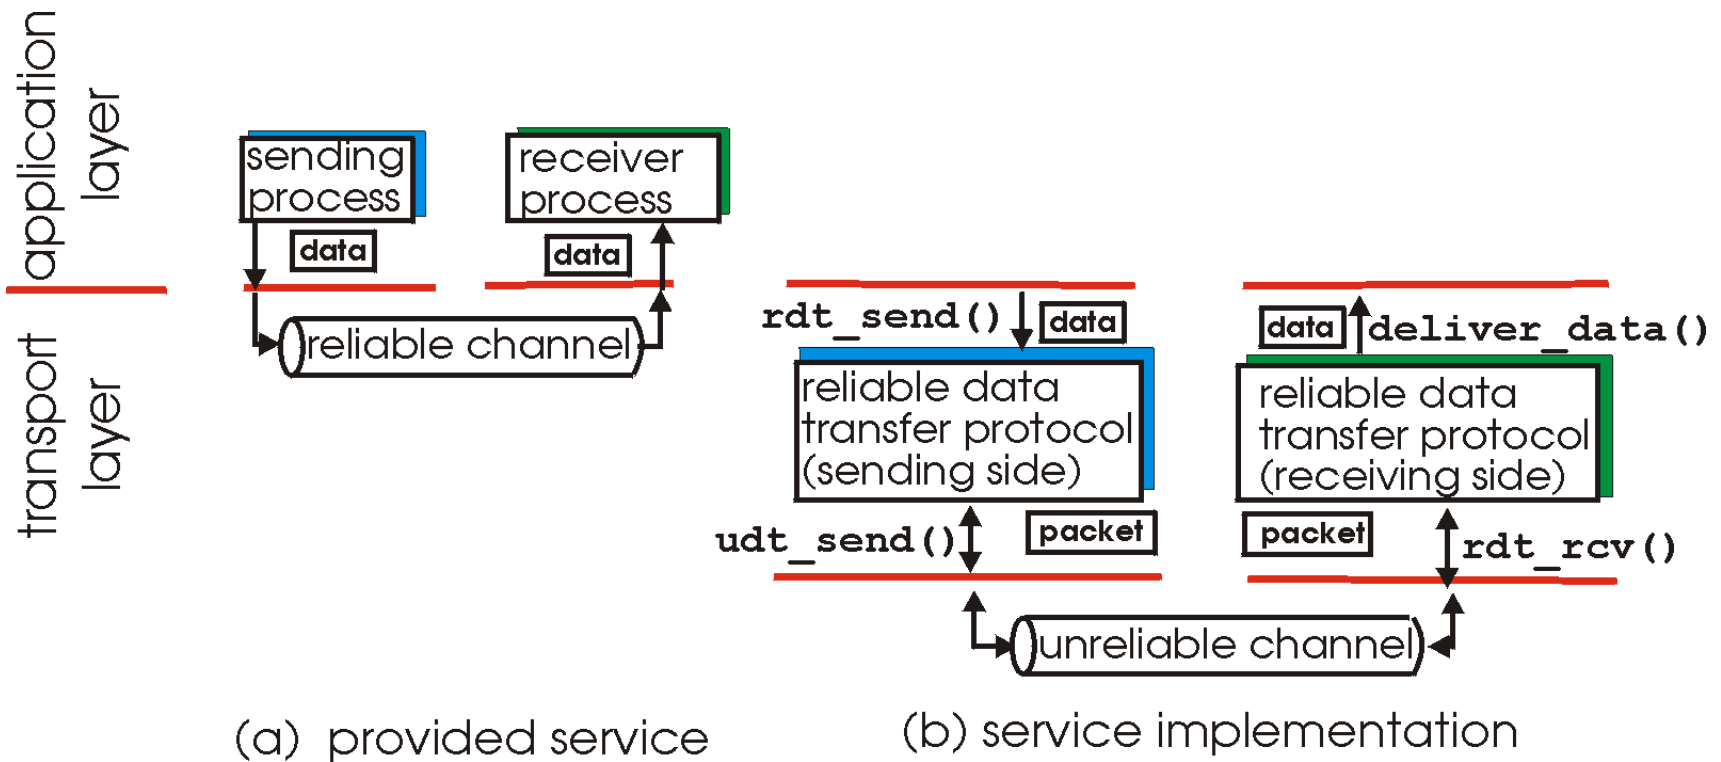 application
layer
transport
layer
sending
process
receiver
process
data
data
reliable channel
(a) provided service
rdt_send()
data
data
deliver_data()
reliable data
transfer protocol
(sending side)
reliable data
transfer protocol
(receiving side)
udt_send()
packet
packet
rdt_rcv()
unreliable channel
(b) service implementation